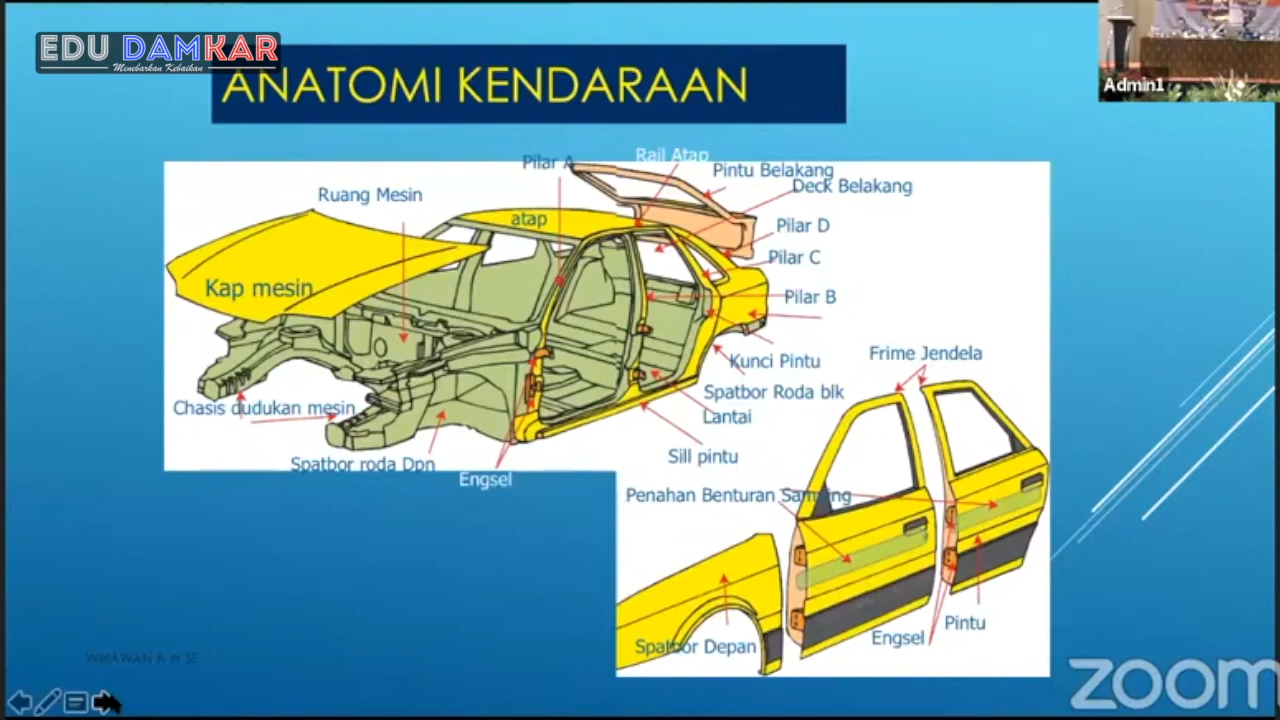 EDU DAMKAR
Menebarkan Kebaikan
ANATOMI KENDARAAN
Admin1
Pilar A
Rail Atap
Pintu Belakang
Deck Belakang
Ruang Mesin
atap
Pilar D
Pilar C
Kap mesin
Pilar B
Kunci Pintu
Frime Jendela
Spatbor Roda blk
Chasis dudukan mesin
Lantai
Sill pintu
Spatbor roda Dpn
Engsel
Penahan Benturan Samping
Pintu
Engsel
Spatbor Depan
WIRAWAN A W SE
zoom